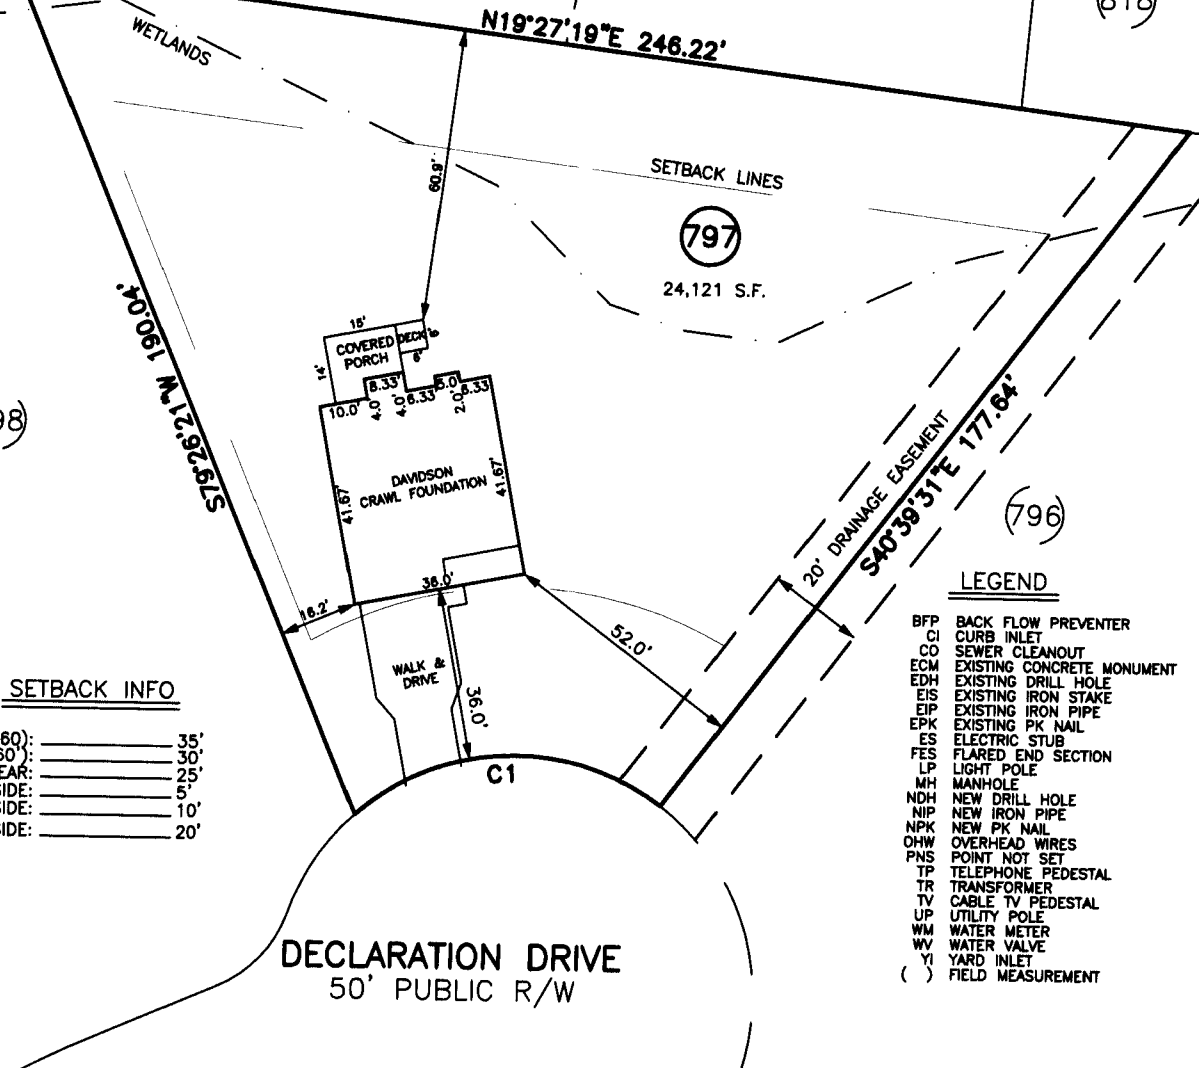 N19°27'19"E 246.22'
WETLANDS
60.9'
SETBACK LINES
797
24,121 S.F.
S79°26'21"W 190.04'
15'
COVERED
PORCH
DECK
6'
6'
14'
10.0'
4.0'
8.33'
4.0'
6.33'
5.0'
2.0'
8.33
DAVIDSON
CRAWL FOUNDATION
41.67'
41.67'
36.0'
16.2'
52.0'
WALK &
DRIVE
36.0'
C1
20' DRAINAGE EASEMENT
S40°39'31"E 177.64'
(796)
98)
SETBACK INFO
60): 35'
60'): 30'
EAR: 25'
SIDE: 5'
SIDE: 10'
SIDE: 20'
DECLARATION DRIVE
50' PUBLIC R/W
LEGEND
BFP BACK FLOW PREVENTER
CI CURB INLET
CO SEWER CLEANOUT
ECM EXISTING CONCRETE MONUMENT
EDH EXISTING DRILL HOLE
EIS EXISTING IRON STAKE
EIP EXISTING IRON PIPE
EPK EXISTING PK NAIL
ES ELECTRIC STUB
FES FLARED END SECTION
LP LIGHT POLE
MH MANHOLE
NDH NEW DRILL HOLE
NIP NEW IRON PIPE
NPK NEW PK NAIL
OHW OVERHEAD WIRES
PNS POINT NOT SET
TP TELEPHONE PEDESTAL
TR TRANSFORMER
TV CABLE TV PEDESTAL
UP UTILITY POLE
WM WATER METER
WV WATER VALVE
YI YARD INLET
( ) FIELD MEASUREMENT